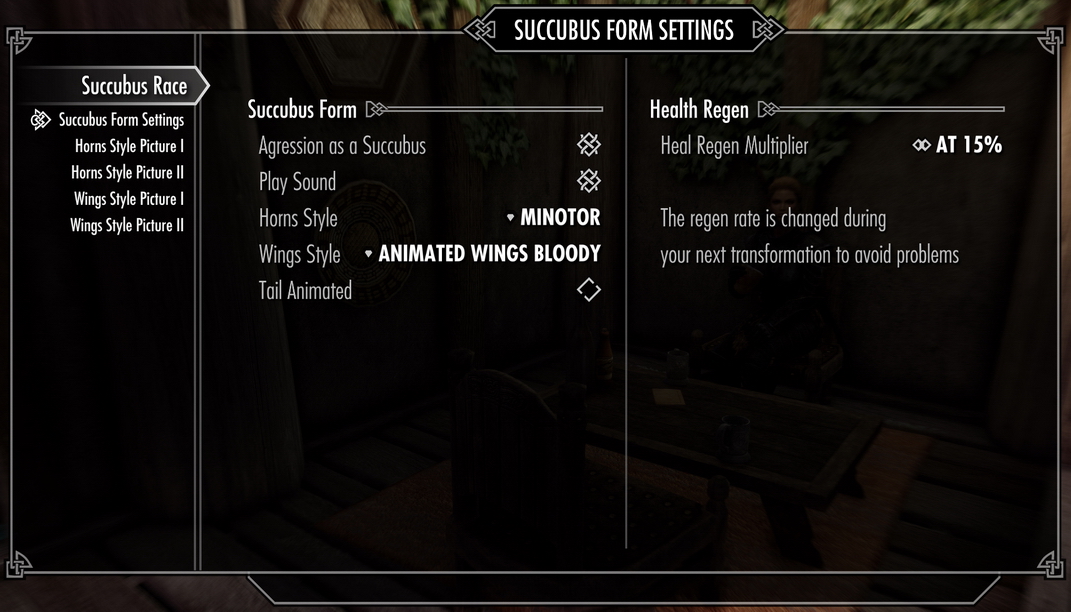 SUCCUBUS FORM SETTINGS
Succubus Race
Succubus Form Settings
Horns Style Picture I
Horns Style Picture II
Wings Style Picture I
Wings Style Picture II
Succubus Form
Agression as a Succubus
Play Sound
Horns Style MINOTOR
Wings Style ANIMATED WINGS BLOODY
Tail Animated
Health Regen
Heal Regen Multiplier AT 15%
The regen rate is changed during
your next transformation to avoid problems